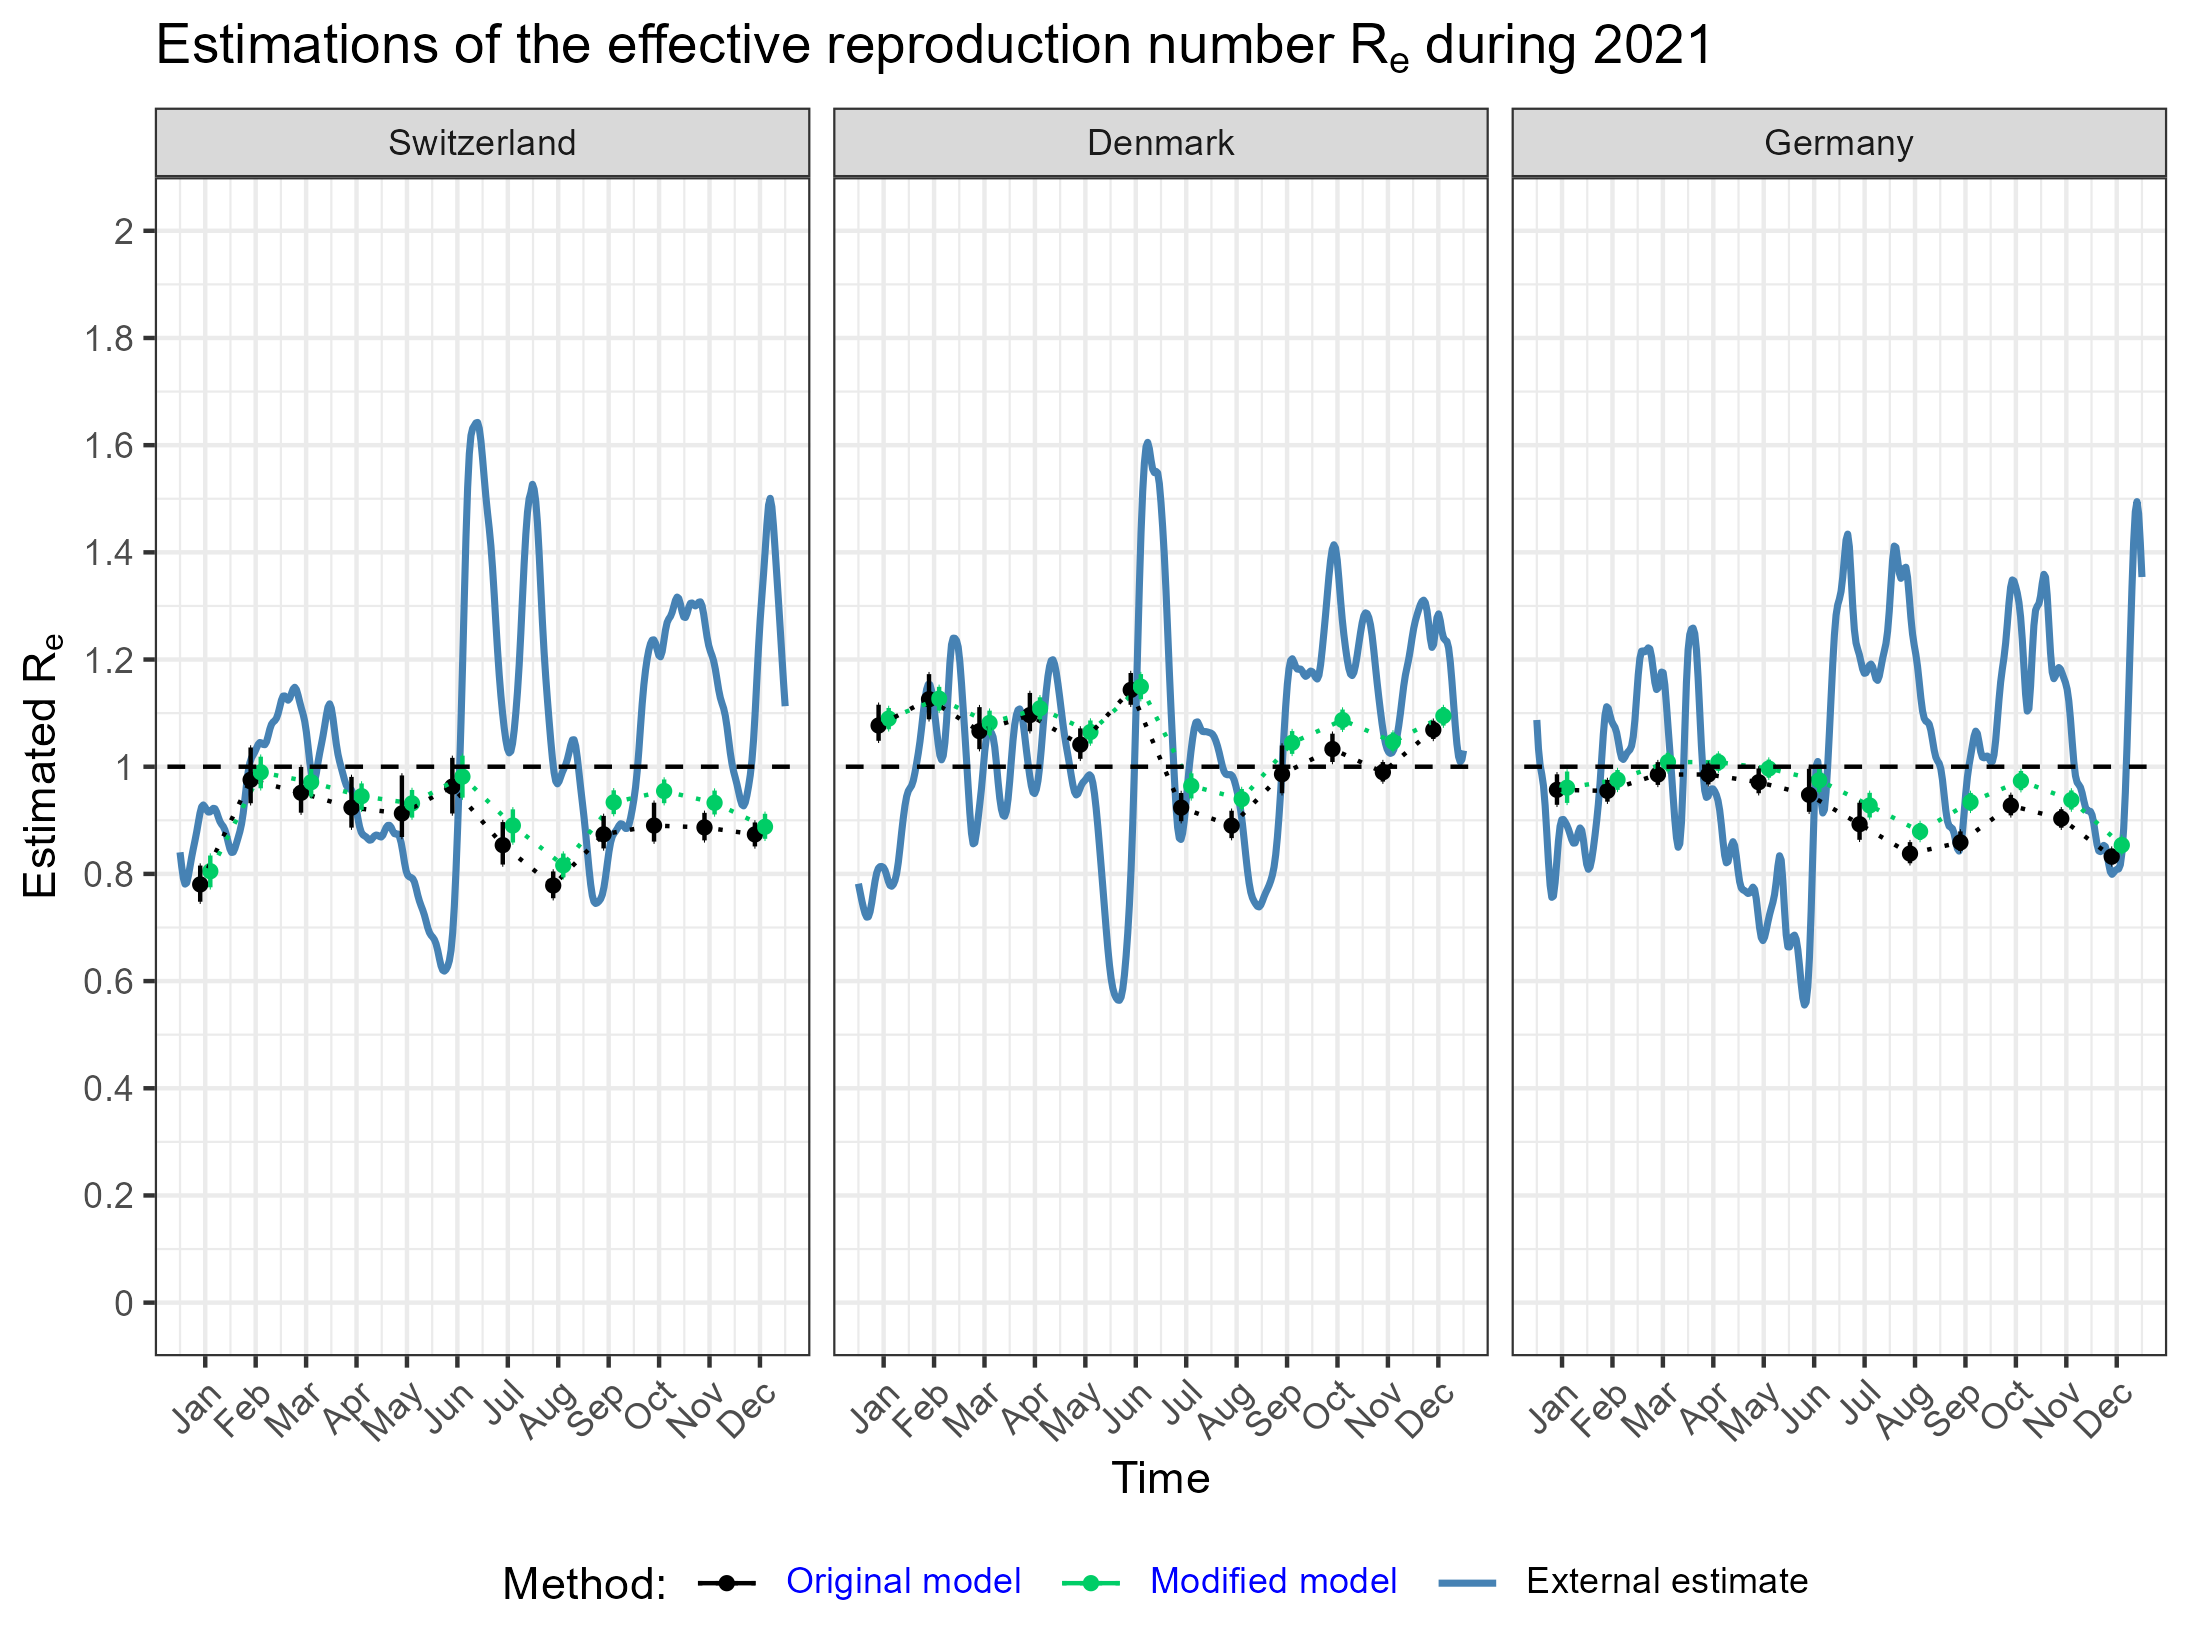 Estimations of the effective reproduction number Re during 2021
Switzerland Denmark Germany
Estimated Re
2
1.8
1.6
1.4
1.2
1
0.8
0.6
0.4
0.2
0
Jan Feb Mar Apr May Jun Jul Aug Sep Oct Nov Dec Jan Feb Mar Apr May Jun Jul Aug Sep Oct Nov Dec Jan Feb Mar Apr May Jun Jul Aug Sep Oct Nov Dec
Time
Method: Original model Modified model External estimate